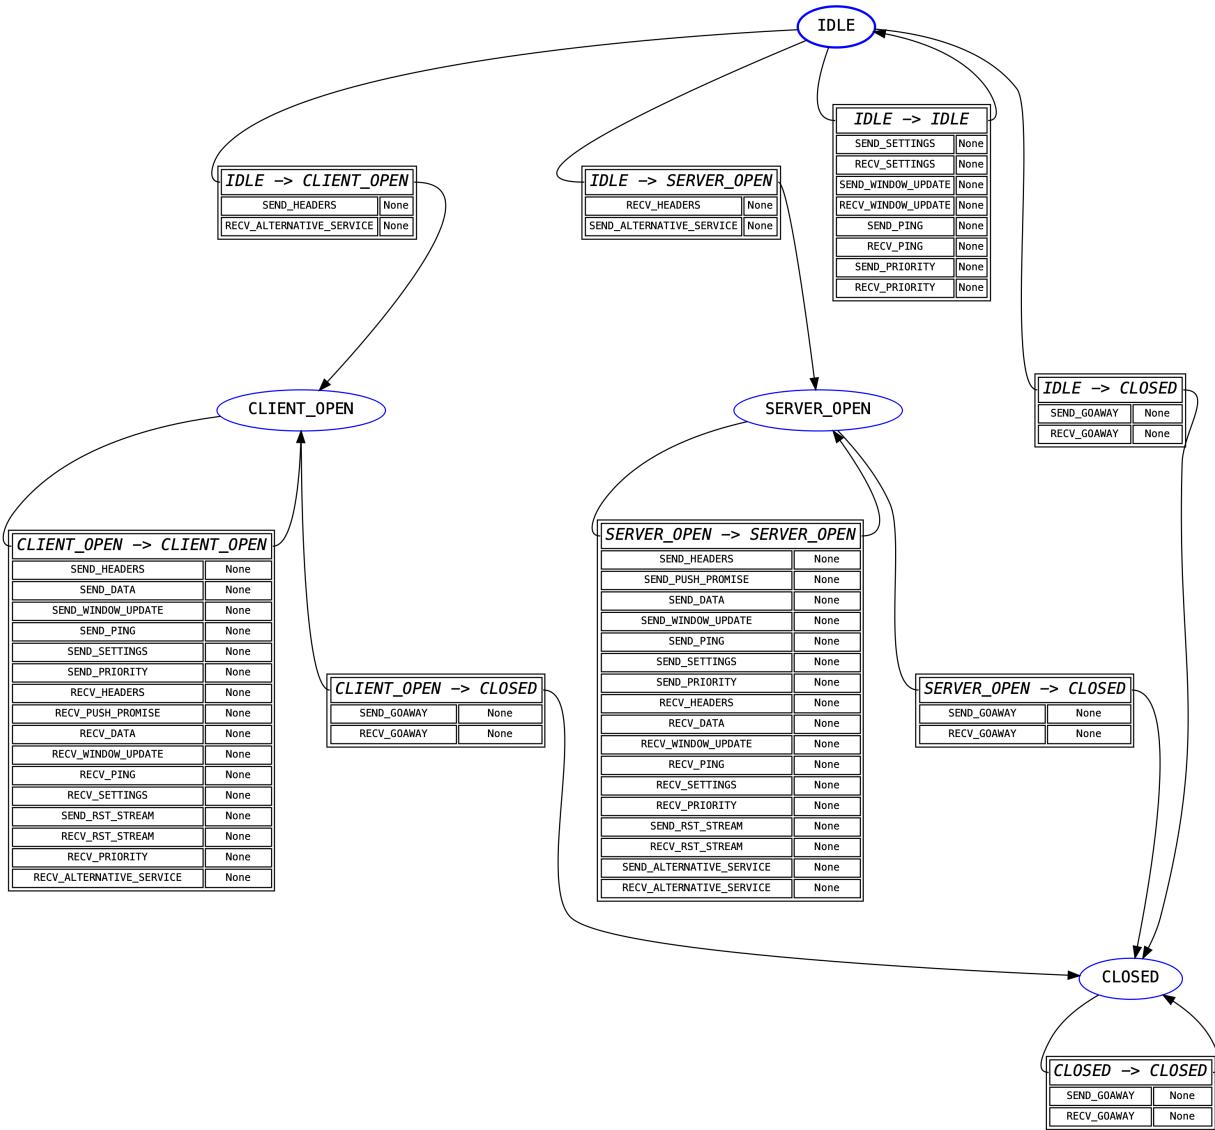 IDLE
IDLE -> IDLE
SEND_SETTINGS None
RECV_SETTINGS None
SEND_WINDOW_UPDATE None
RECV_WINDOW_UPDATE None
SEND_PING None
RECV_PING None
SEND_PRIORITY None
RECV_PRIORITY None
IDLE -> CLIENT_OPEN
SEND_HEADERS None
RECV_ALTERNATIVE_SERVICE None
IDLE -> SERVER_OPEN
RECV_HEADERS None
SEND_ALTERNATIVE_SERVICE None
IDLE -> CLOSED
SEND_GOAWAY None
RECV_GOAWAY None
CLIENT_OPEN
SERVER_OPEN
CLIENT_OPEN -> CLIENT_OPEN
SEND_HEADERS None
SEND_DATA None
SEND_WINDOW_UPDATE None
SEND_PING None
SEND_SETTINGS None
SEND_PRIORITY None
RECV_HEADERS None
RECV_PUSH_PROMISE None
RECV_DATA None
RECV_WINDOW_UPDATE None
RECV_PING None
RECV_SETTINGS None
SEND_RST_STREAM None
RECV_RST_STREAM None
RECV_PRIORITY None
RECV_ALTERNATIVE_SERVICE None
CLIENT_OPEN -> CLOSED
SEND_GOAWAY None
RECV_GOAWAY None
SERVER_OPEN -> SERVER_OPEN
SEND_HEADERS None
SEND_PUSH_PROMISE None
SEND_DATA None
SEND_WINDOW_UPDATE None
SEND_PING None
SEND_SETTINGS None
SEND_PRIORITY None
RECV_HEADERS None
RECV_DATA None
RECV_WINDOW_UPDATE None
RECV_PING None
RECV_SETTINGS None
RECV_PRIORITY None
SEND_RST_STREAM None
RECV_RST_STREAM None
SEND_ALTERNATIVE_SERVICE None
RECV_ALTERNATIVE_SERVICE None
SERVER_OPEN -> CLOSED
SEND_GOAWAY None
RECV_GOAWAY None
CLOSED
CLOSED -> CLOSED
SEND_GOAWAY None
RECV_GOAWAY None